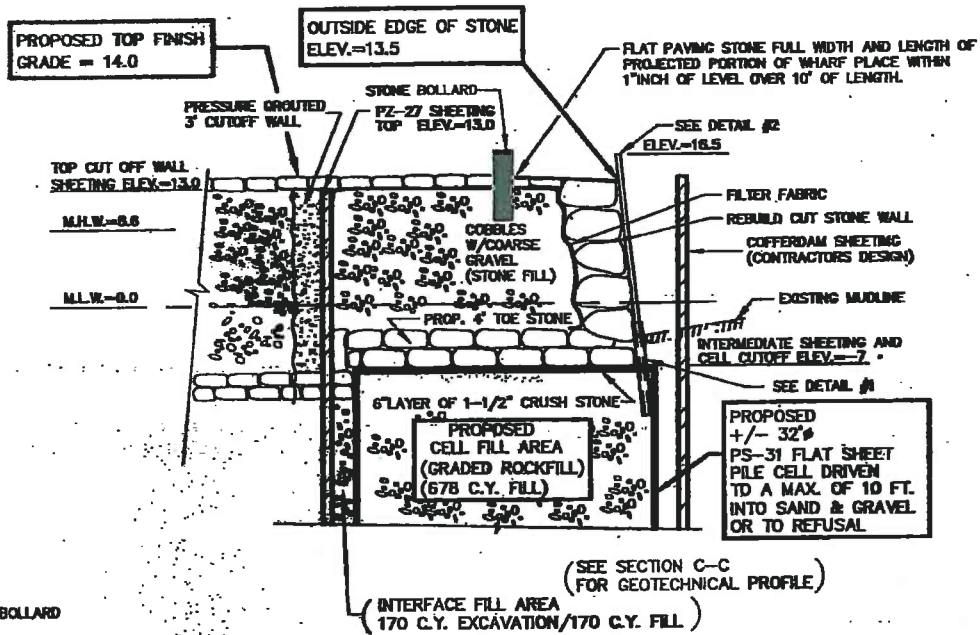 PROPOSED TOP FINISH
GRADE = 14.0
OUTSIDE EDGE OF STONE
ELEV.=13.5
FLAT PAVING STONE FULL WIDTH AND LENGTH OF
PROJECTED PORTION OF WHARF PLACE WITHIN
1"INCH OF LEVEL OVER 10' OF LENGTH.
PRESSURE GROUTED
3' CUTOFF WALL
STONE BOLLARD
PZ-27 SHEETING
TOP ELEV.=13.0
SEE DETAIL #2
ELEV.=16.5
TOP CUT OFF WALL
SHEETING ELEV.=13.0
M.H.W.=8.6
M.L.W.=0.0
COBBLES
W/COARSE
GRAVEL
(STONE FILL)
FILTER FABRIC
REBUILD CUT STONE WALL
COFFERDAM SHEETING
(CONTRACTORS DESIGN)
EXISTING MUDLINE
PROP. 4' TOE STONE
INTERMEDIATE SHEETING AND
CELL CUTOFF ELEV.=-7
SEE DETAIL #1
6"LAYER OF 1-1/2" CRUSH STONE
PROPOSED
CELL FILL AREA
(GRADED ROCKFILL)
(678 C.Y. FILL)
PROPOSED
+/- 32'ø
PS-31 FLAT SHEET
PILE CELL DRIVEN
TO A MAX. OF 10 FT.
INTO SAND & GRAVEL
OR TO REFUSAL
(SEE SECTION C-C
FOR GEOTECHNICAL PROFILE)
BOLLARD
(INTERFACE FILL AREA
170 C.Y. EXCAVATION/170 C.Y. FILL)